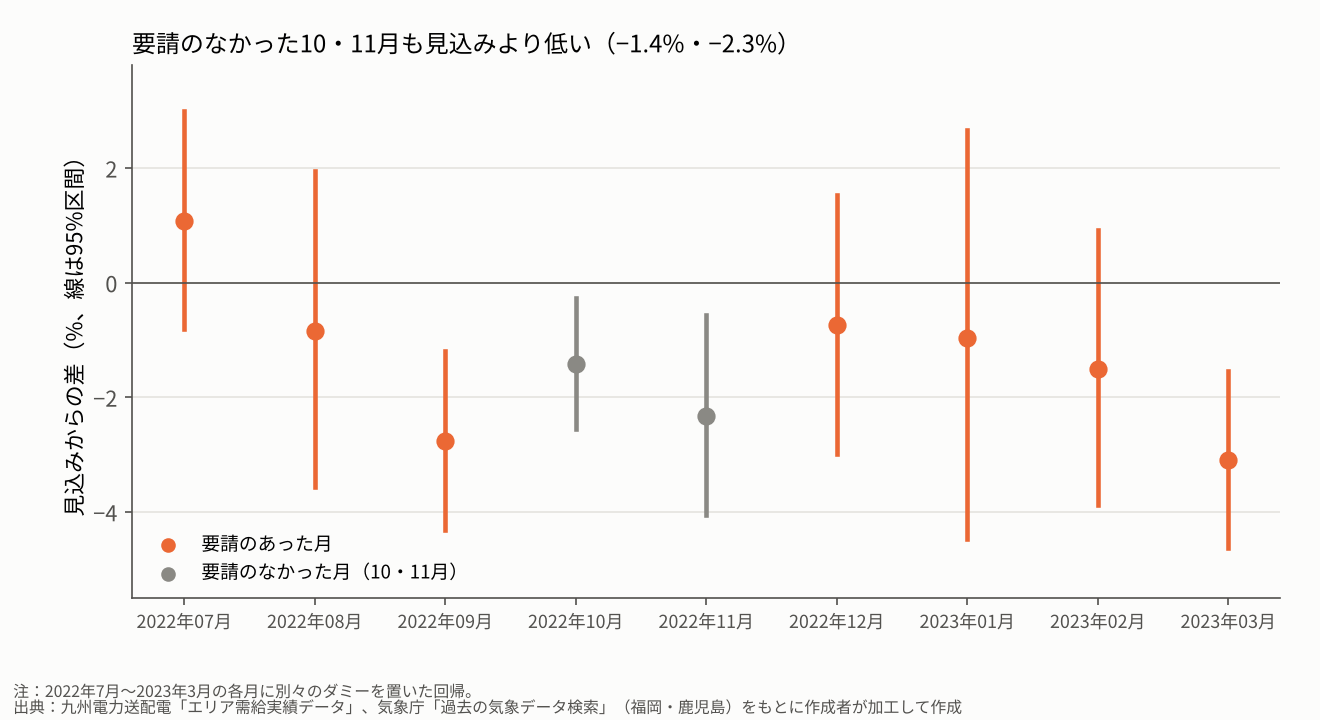 要請のなかった10・11月も見込みより低い（−1.4%・−2.3%）
見込みからの差（%、線は95%区間）
2
0
−2
−4
要請のあった月
要請のなかった月（10・11月）
2022年07月
2022年08月
2022年09月
2022年10月
2022年11月
2022年12月
2023年01月
2023年02月
2023年03月
注：2022年7月〜2023年3月の各月に別々のダミーを置いた回帰。
出典：九州電力送配電「エリア需給実績データ」、気象庁「過去の気象データ検索」（福岡・鹿児島）をもとに作成者が加工して作成